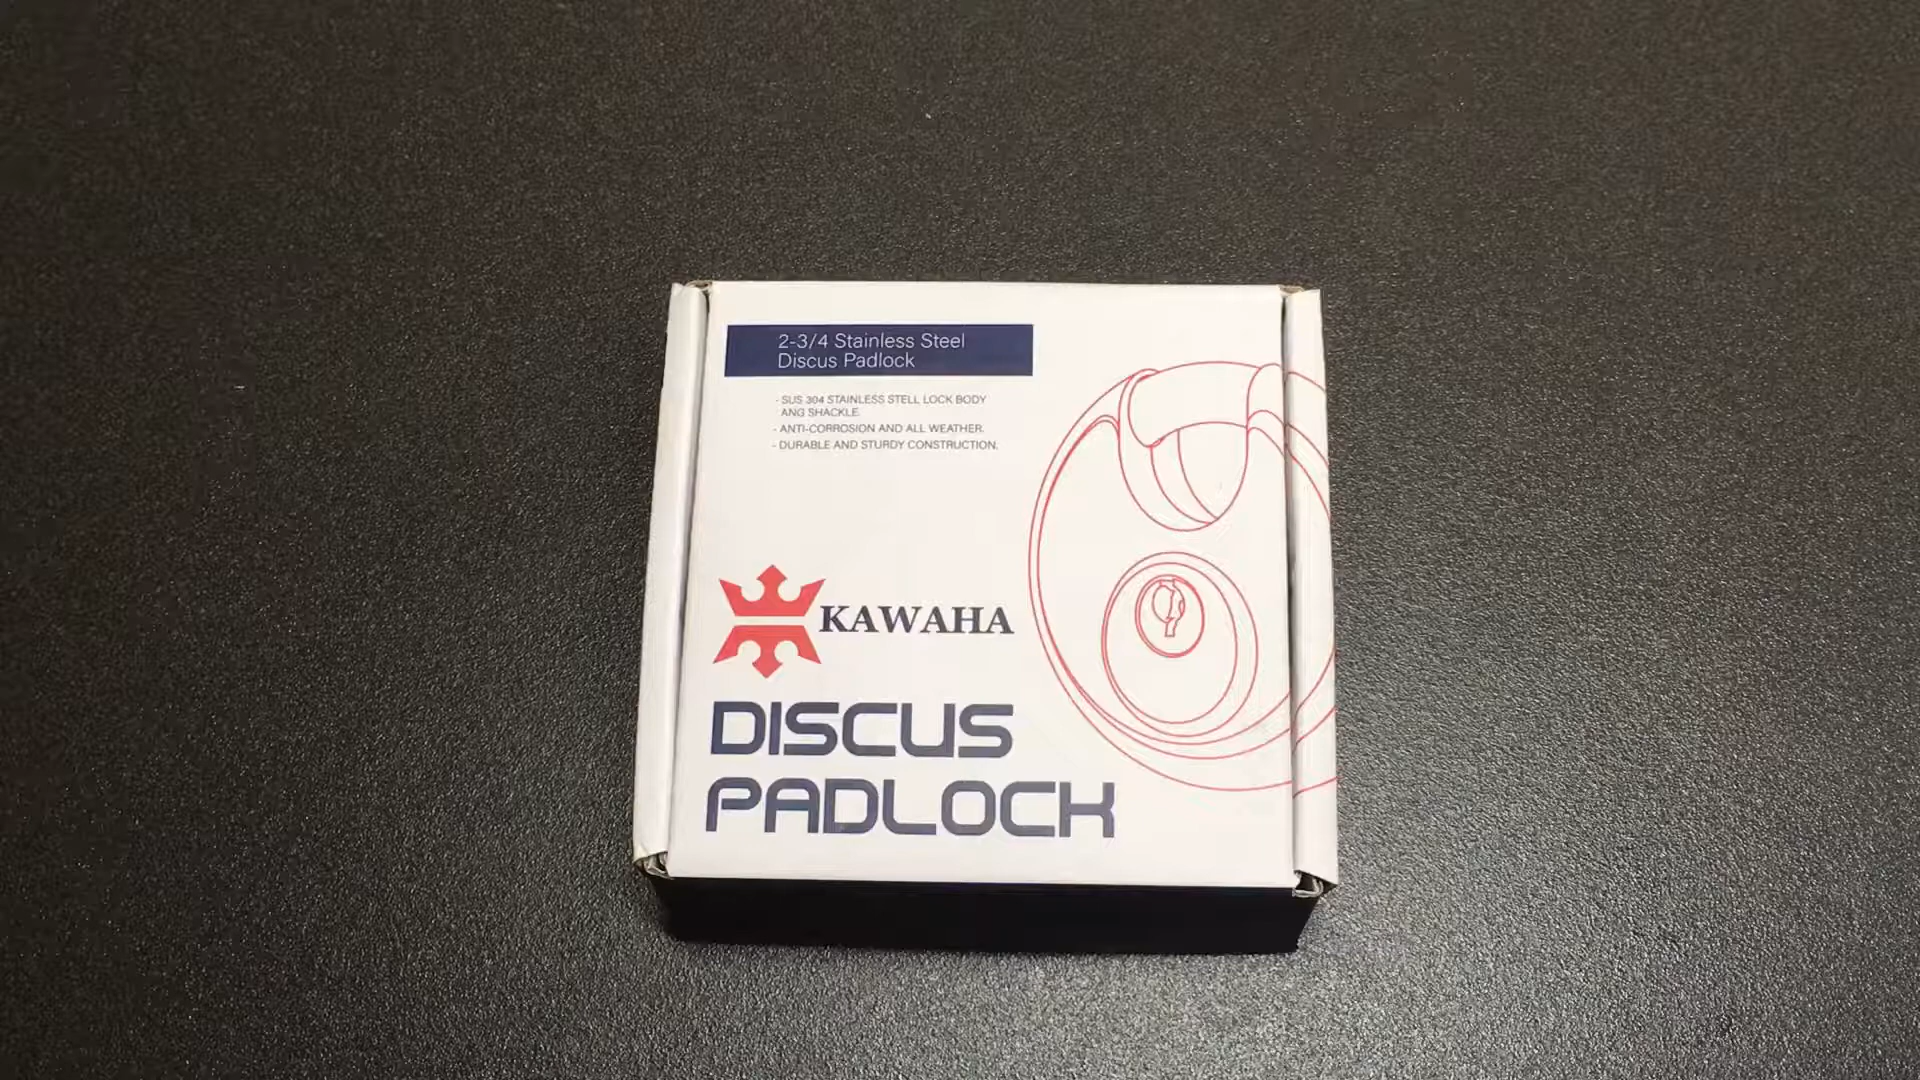 2-3/4 Stainless Steel
Discus Padlock
- SUS 304 STAINLESS STELL LOCK BODY
ANG SHACKLE.
- ANTI-CORROSION AND ALL WEATHER.
- DURABLE AND STURDY CONSTRUCTION.
KAWAHA
DISCUS
PADLOCK